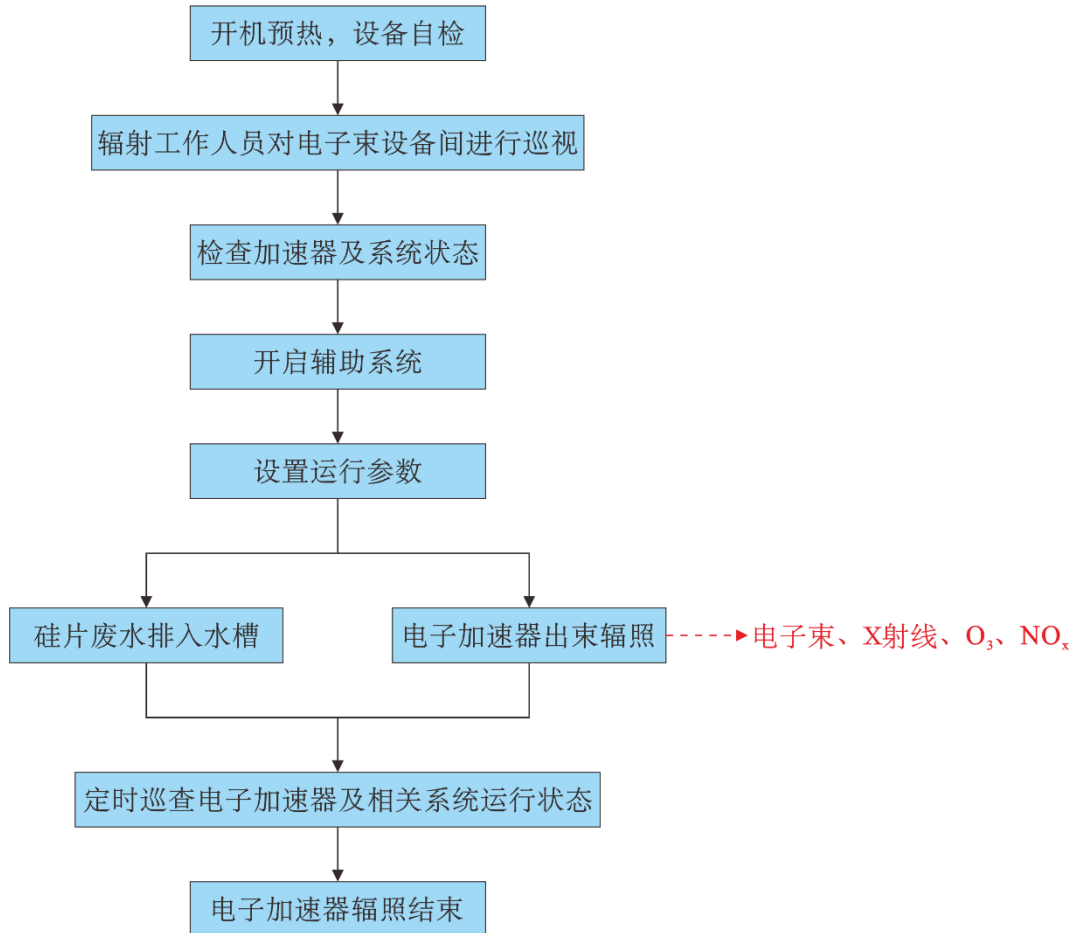 开机预热，设备自检
辐射工作人员对电子束设备间进行巡视
检查加速器及系统状态
开启辅助系统
设置运行参数
硅片废水排入水槽
电子加速器出束辐照
电子束、X射线、O₃、NOₓ
定时巡查电子加速器及相关系统运行状态
电子加速器辐照结束